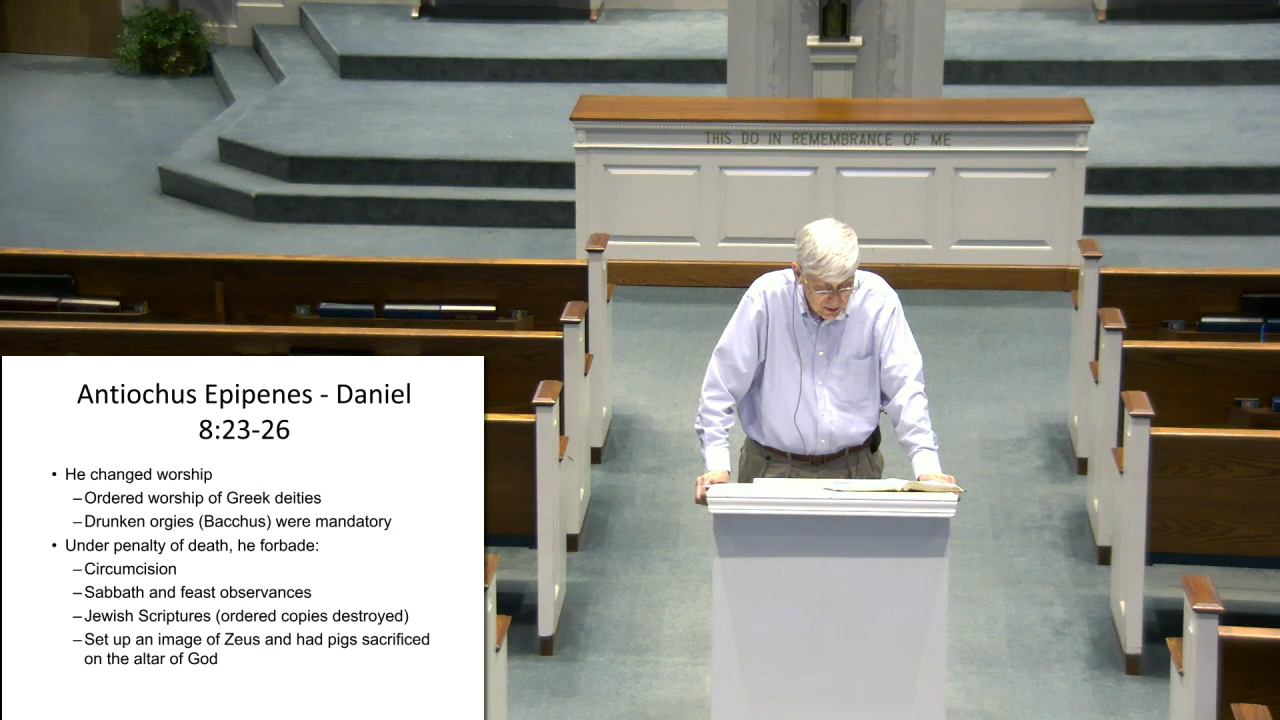 THIS DO IN REMEMBRANCE OF ME
Antiochus Epipenes - Daniel
8:23-26
• He changed worship
– Ordered worship of Greek deities
– Drunken orgies (Bacchus) were mandatory
• Under penalty of death, he forbade:
– Circumcision
– Sabbath and feast observances
– Jewish Scriptures (ordered copies destroyed)
– Set up an image of Zeus and had pigs sacrificed
on the altar of God